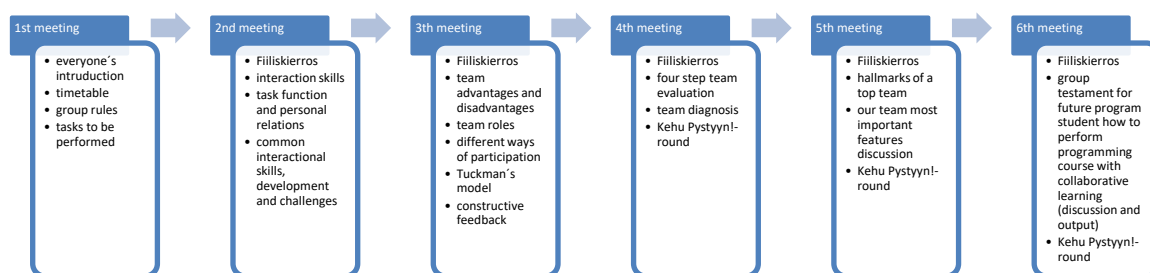 1st meeting
• everyone´s
intruduction
• timetable
• group rules
• tasks to be
performed
2nd meeting
• Fiiliskierros
• interaction skills
• task function and
personal
relations
• common
interactional
skills,
development
and challenges
3th meeting
• Fiiliskierros
• team
advantages and
disadvantages
• team roles
• different ways of
participation
• Tuckman´s
model
• constructive
feedback
4th meeting
• Fiiliskierros
• four step team
evaluation
• team diagnosis
• Kehu Pystyyn!-
round
5th meeting
• Fiiliskierros
• hallmarks of a
top team
• our team most
important
features
discussion
• Kehu Pystyyn!-
round
6th meeting
• Fiiliskierros
• group
testament for
future program
student how to
perform
programming
course with
collaborative
learning
(discussion and
output)
• Kehu Pystyyn!-
round